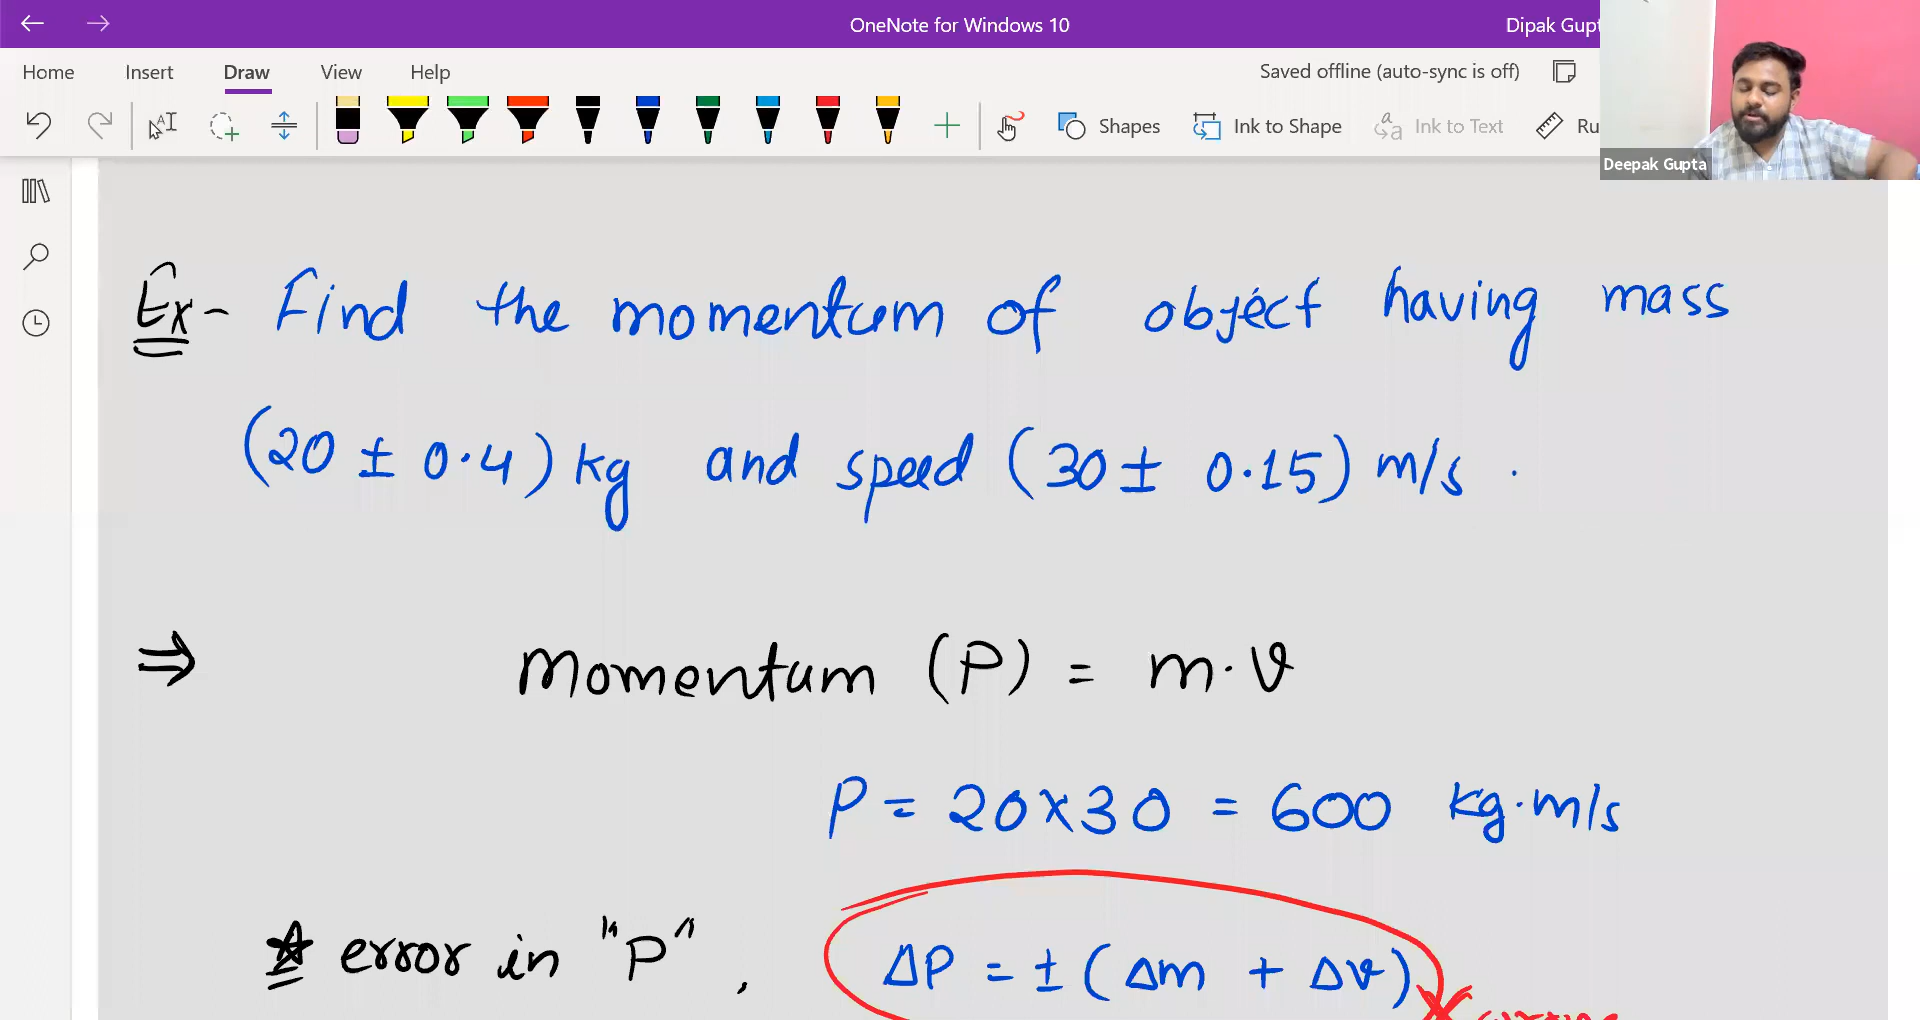 OneNote for Windows 10
Dipak Gupt
Home Insert Draw View Help
Saved offline (auto-sync is off)
Shapes Ink to Shape Ink to Text Ru
Deepak Gupta
Ex- Find the momentum of object having mass
(20 ± 0.4) kg and speed (30 ± 0.15) m/s .
⇒ Momentum (P) = m.v
P = 20x30 = 600 kg.m/s
* error in "P" , ΔP = ± (Δm + Δv)